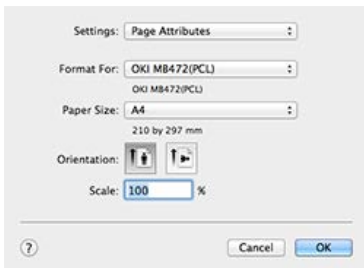 Settings: Page Attributes
Format For: OKI MB472(PCL)
OKI MB472(PCL)
Paper Size: A4
210 by 297 mm
Orientation:
Scale: 100 %
? Cancel OK